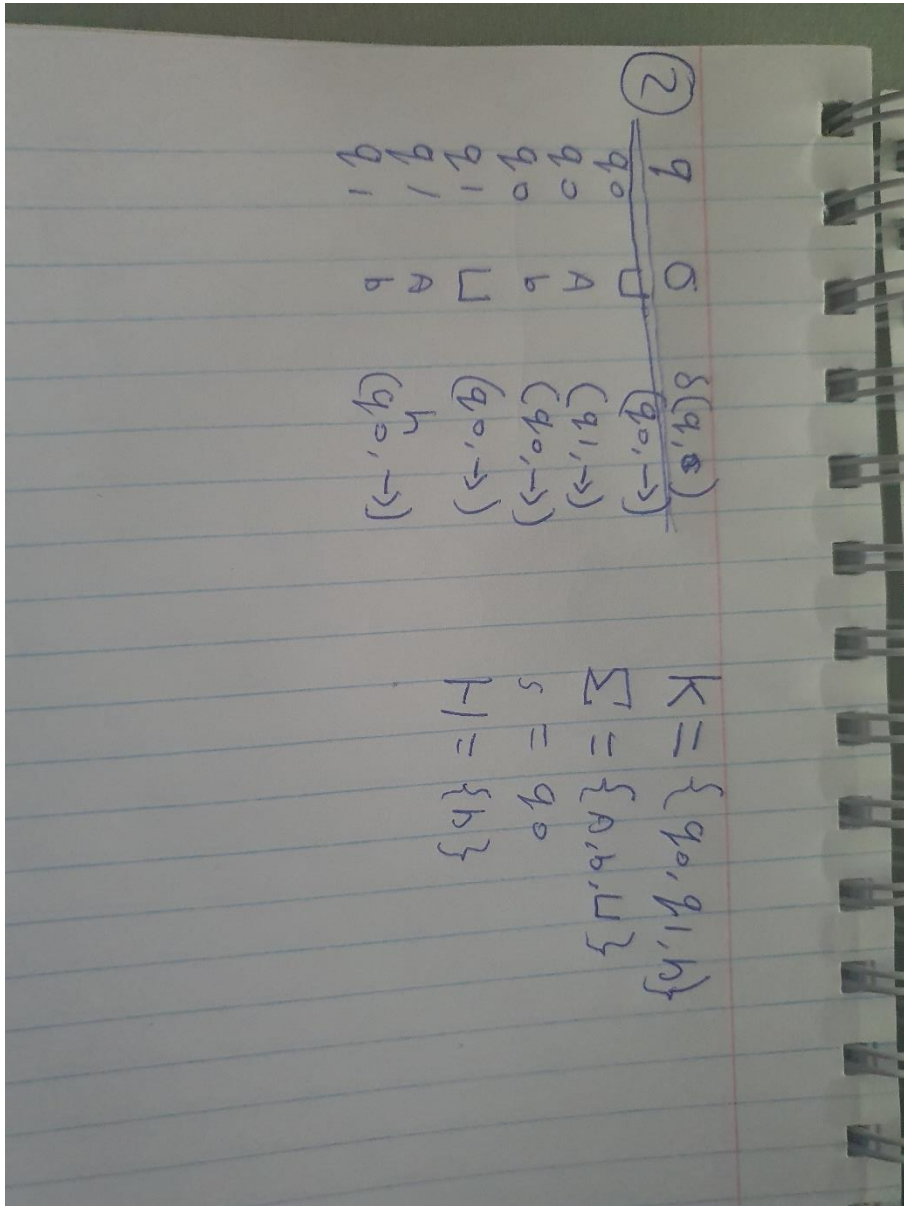 ② q σ δ(q,σ) K = {q0, q1, h}
q0 ⊔ (q0, →) Σ = {a, b, ⊔}
q0 a (q1, →) s = q0
q0 b (q0, →) H = {h}
q1 ⊔ (q0, →)
q1 a h
q1 b (q0, →)